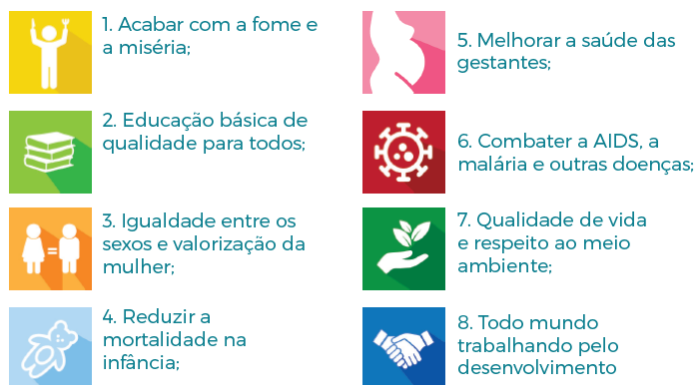 1. Acabar com a fome e
a miséria;
2. Educação básica de
qualidade para todos;
3. Igualdade entre os
sexos e valorização da
mulher;
4. Reduzir a
mortalidade na
infância;
5. Melhorar a saúde das
gestantes;
6. Combater a AIDS, a
malária e outras doenças;
7. Qualidade de vida
e respeito ao meio
ambiente;
8. Todo mundo
trabalhando pelo
desenvolvimento